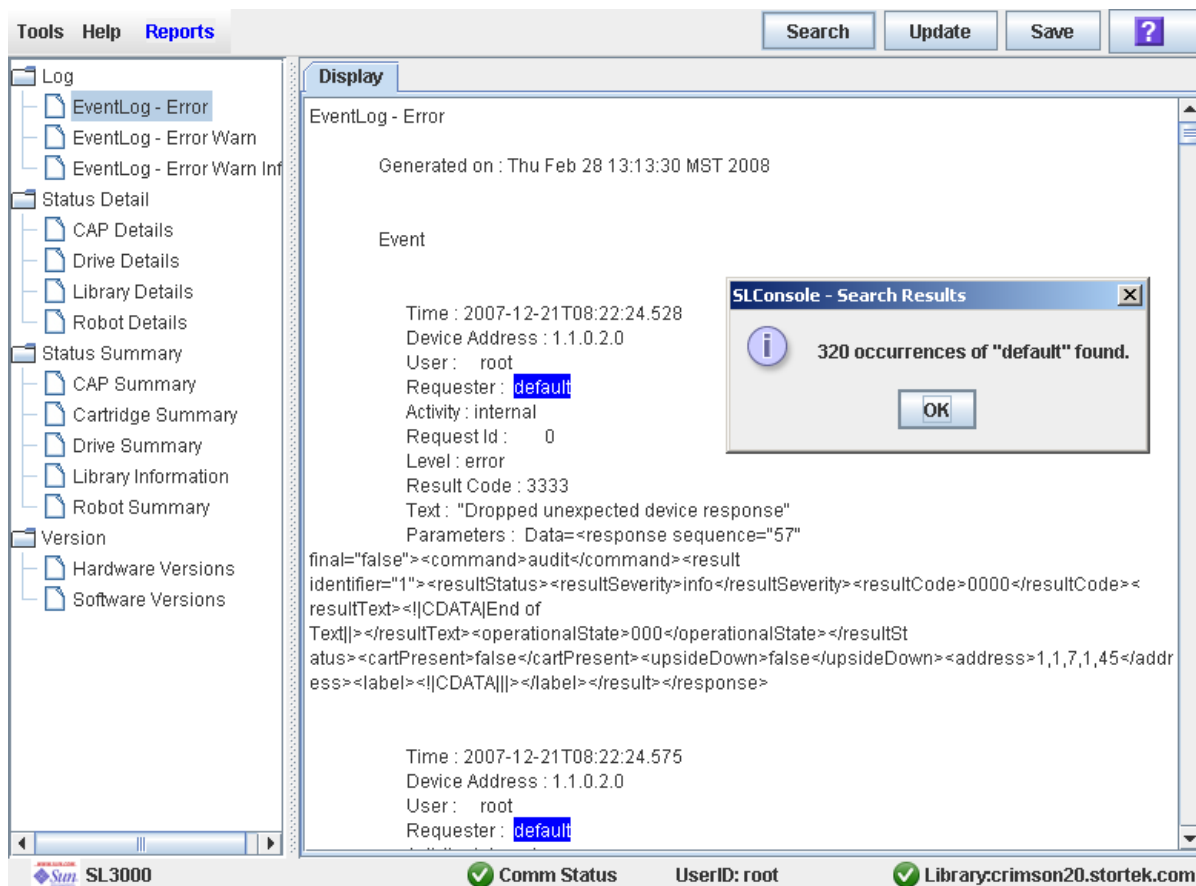 Tools Help Reports
Search Update Save ?
Log
EventLog - Error
EventLog - Error Warn
EventLog - Error Warn Inf
Status Detail
CAP Details
Drive Details
Library Details
Robot Details
Status Summary
CAP Summary
Cartridge Summary
Drive Summary
Library Information
Robot Summary
Version
Hardware Versions
Software Versions
Display
EventLog - Error
Generated on : Thu Feb 28 13:13:30 MST 2008
Event
Time : 2007-12-21T08:22:24.528
Device Address : 1.1.0.2.0
User : root
Requester : default
Activity : internal
Request Id : 0
Level : error
Result Code : 3333
Text : "Dropped unexpected device response"
Parameters : Data=<response sequence="57"
final="false"><command>audit</command><result
identifier="1"><resultStatus><resultSeverity>info</resultSeverity><resultCode>0000</resultCode><
resultText><!|CDATA|End of
Text||></resultText><operationalState>000</operationalState></resultSt
atus><cartPresent>false</cartPresent><upsideDown>false</upsideDown><address>1,1,7,1,45</addr
ess><label><!|CDATA|||></label></result></response>
Time : 2007-12-21T08:22:24.575
Device Address : 1.1.0.2.0
User : root
Requester : default
SLConsole - Search Results
320 occurrences of "default" found.
OK
Sun SL3000
Comm Status
UserID: root
Library:crimson20.stortek.com